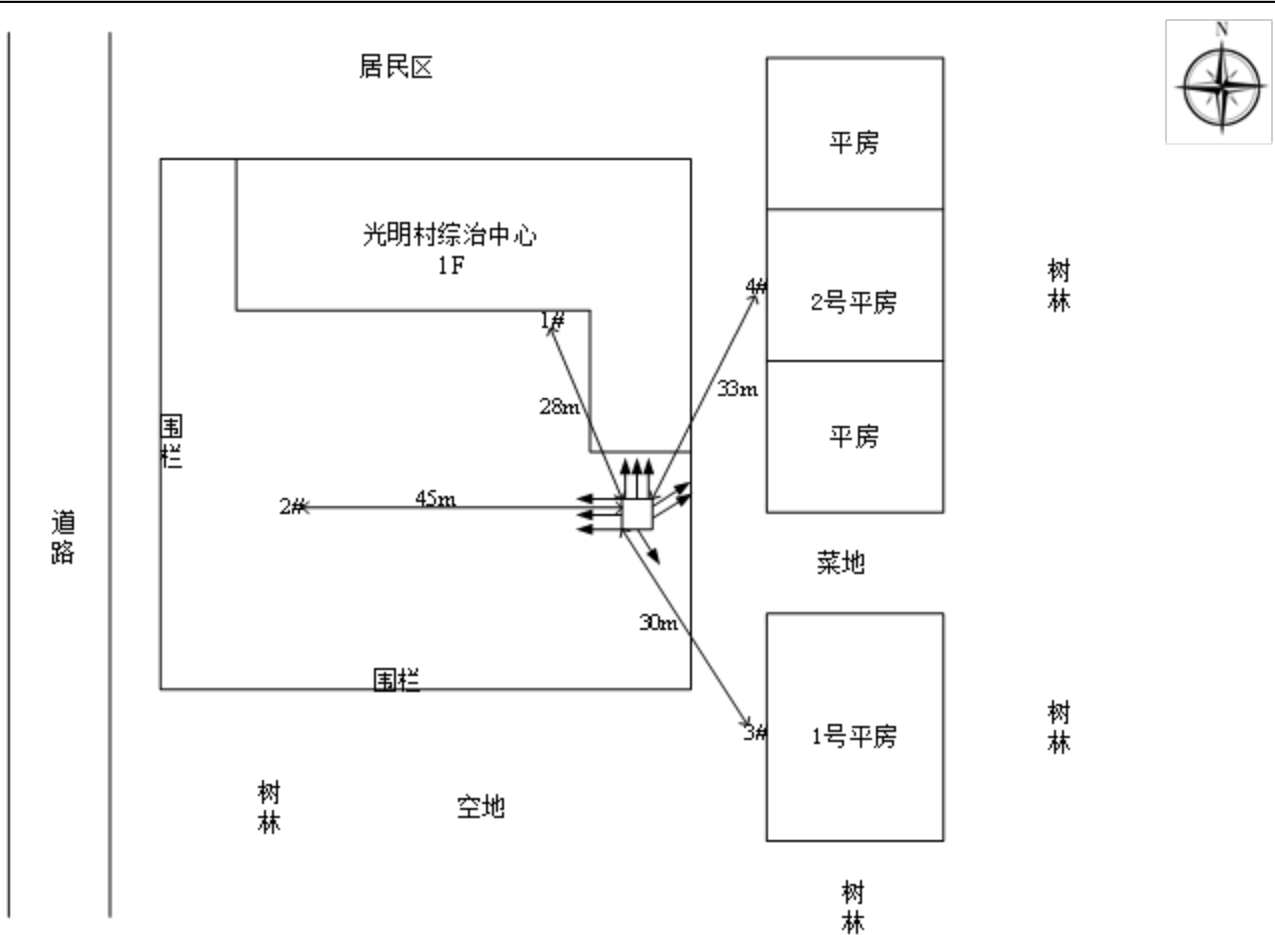 N
居民区
平房
光明村综治中心
1F
树
林
4#
2号平房
1#
33m
28m
围
栏
平房
2#
45m
道
路
菜地
30m
围栏
3#
1号平房
树
林
树
林
空地
树
林